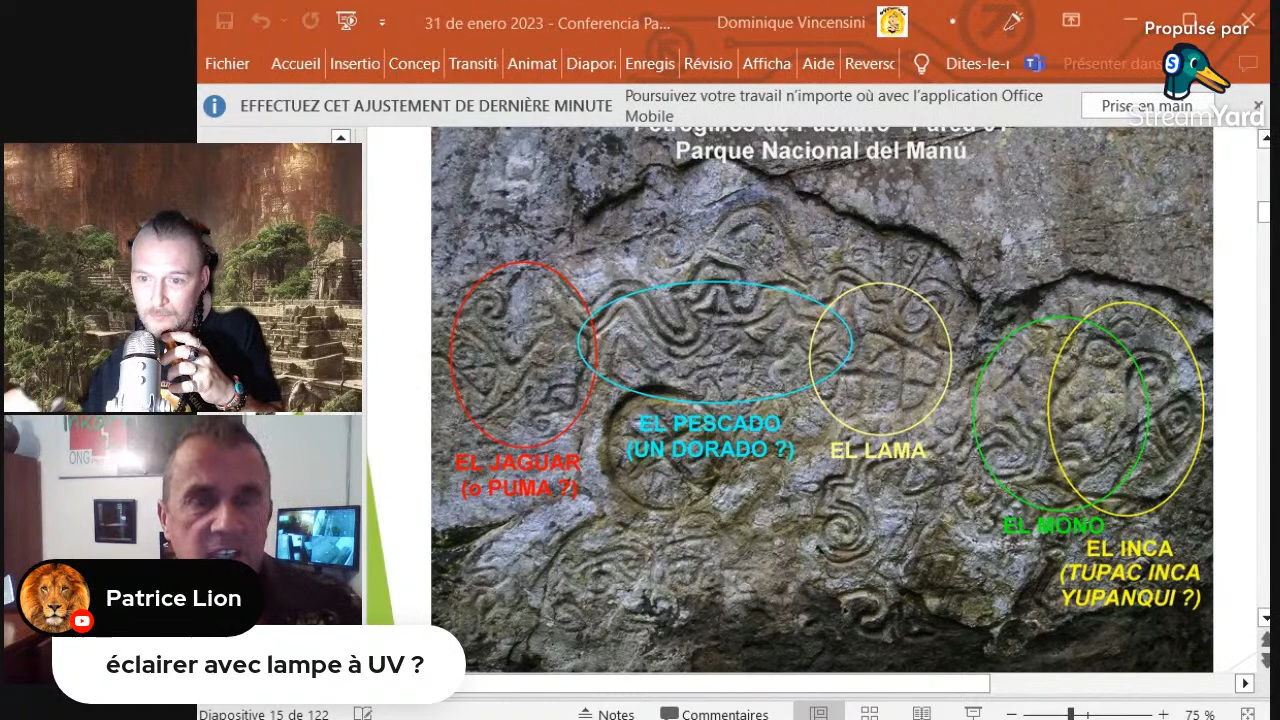 31 de enero 2023 - Conferencia Pa...
Dominique Vincensini
Propulsé par
StreamYard
Fichier
Accueil
Insertio
Concep
Transiti
Animat
Diapora
Enregis
Révisio
Afficha
Aide
Reversc
Dites-le-r
Présenter dans
EFFECTUEZ CET AJUSTEMENT DE DERNIÈRE MINUTE
Poursuivez votre travail n'importe où avec l'application Office
Mobile
Prise en main
Parque Nacional del Manú
EL JAGUAR
(o PUMA ?)
EL PESCADO
(UN DORADO ?)
EL LAMA
EL MONO
EL INCA
(TUPAC INCA
YUPANQUI ?)
ONG
Patrice Lion
éclairer avec lampe à UV ?
Diapositive 15 de 122
Notes
Commentaires
75 %